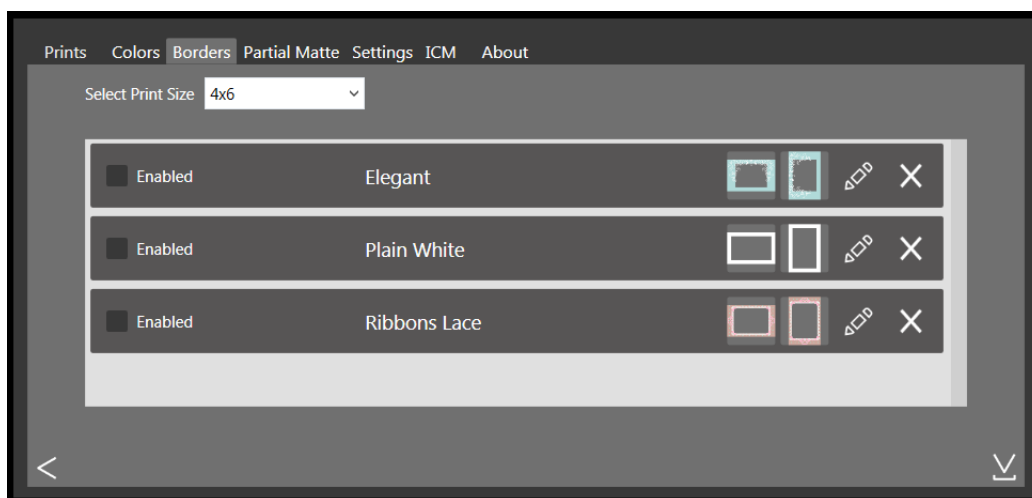 Prints Colors Borders Partial Matte Settings ICM About
Select Print Size 4x6
Enabled Elegant
Enabled Plain White
Enabled Ribbons Lace